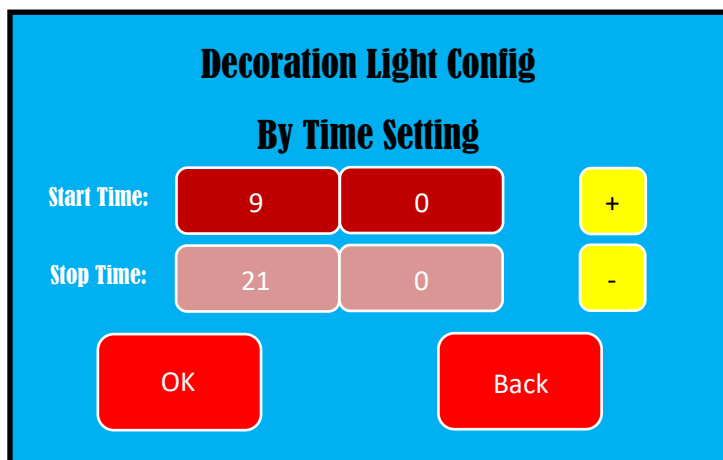 Decoration Light Config
By Time Setting
Start Time: 9 0 +
Stop Time: 21 0 -
OK Back